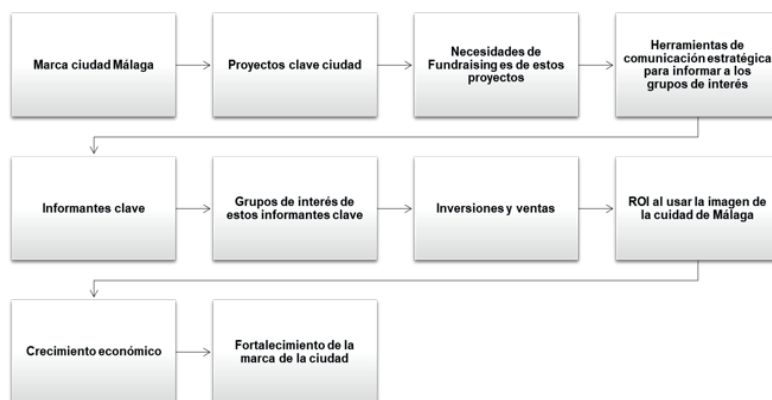 Marca ciudad Málaga
Proyectos clave ciudad
Necesidades de
Fundraising es de estos
proyectos
Herramientas de
comunicación estratégica
para informar a los
grupos de interés
Informantes clave
Grupos de interés de
estos informantes clave
Inversiones y ventas
ROI al usar la imagen de
la cuidad de Málaga
Crecimiento económico
Fortalecimiento de la
marca de la ciudad